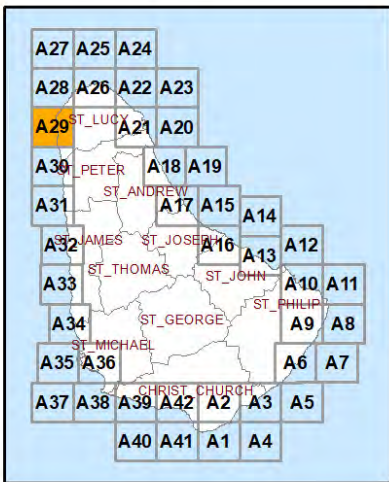 A27 A25 A24
A28 A26 A22 A23
A29 ST_LUCY A21 A20
A30 ST_PETER A18 A19
ST_ANDREW
A31 A17 A15 A14
A32 ST_JAMES ST_JOSEPH A16 A13 A12
ST_THOMAS ST_JOHN
A33 A10 A11
ST_PHILIP
A34 ST_GEORGE A9 A8
ST_MICHAEL
A35 A36 A6 A7
CHRIST_CHURCH
A37 A38 A39 A42 A2 A3 A5
A40 A41 A1 A4